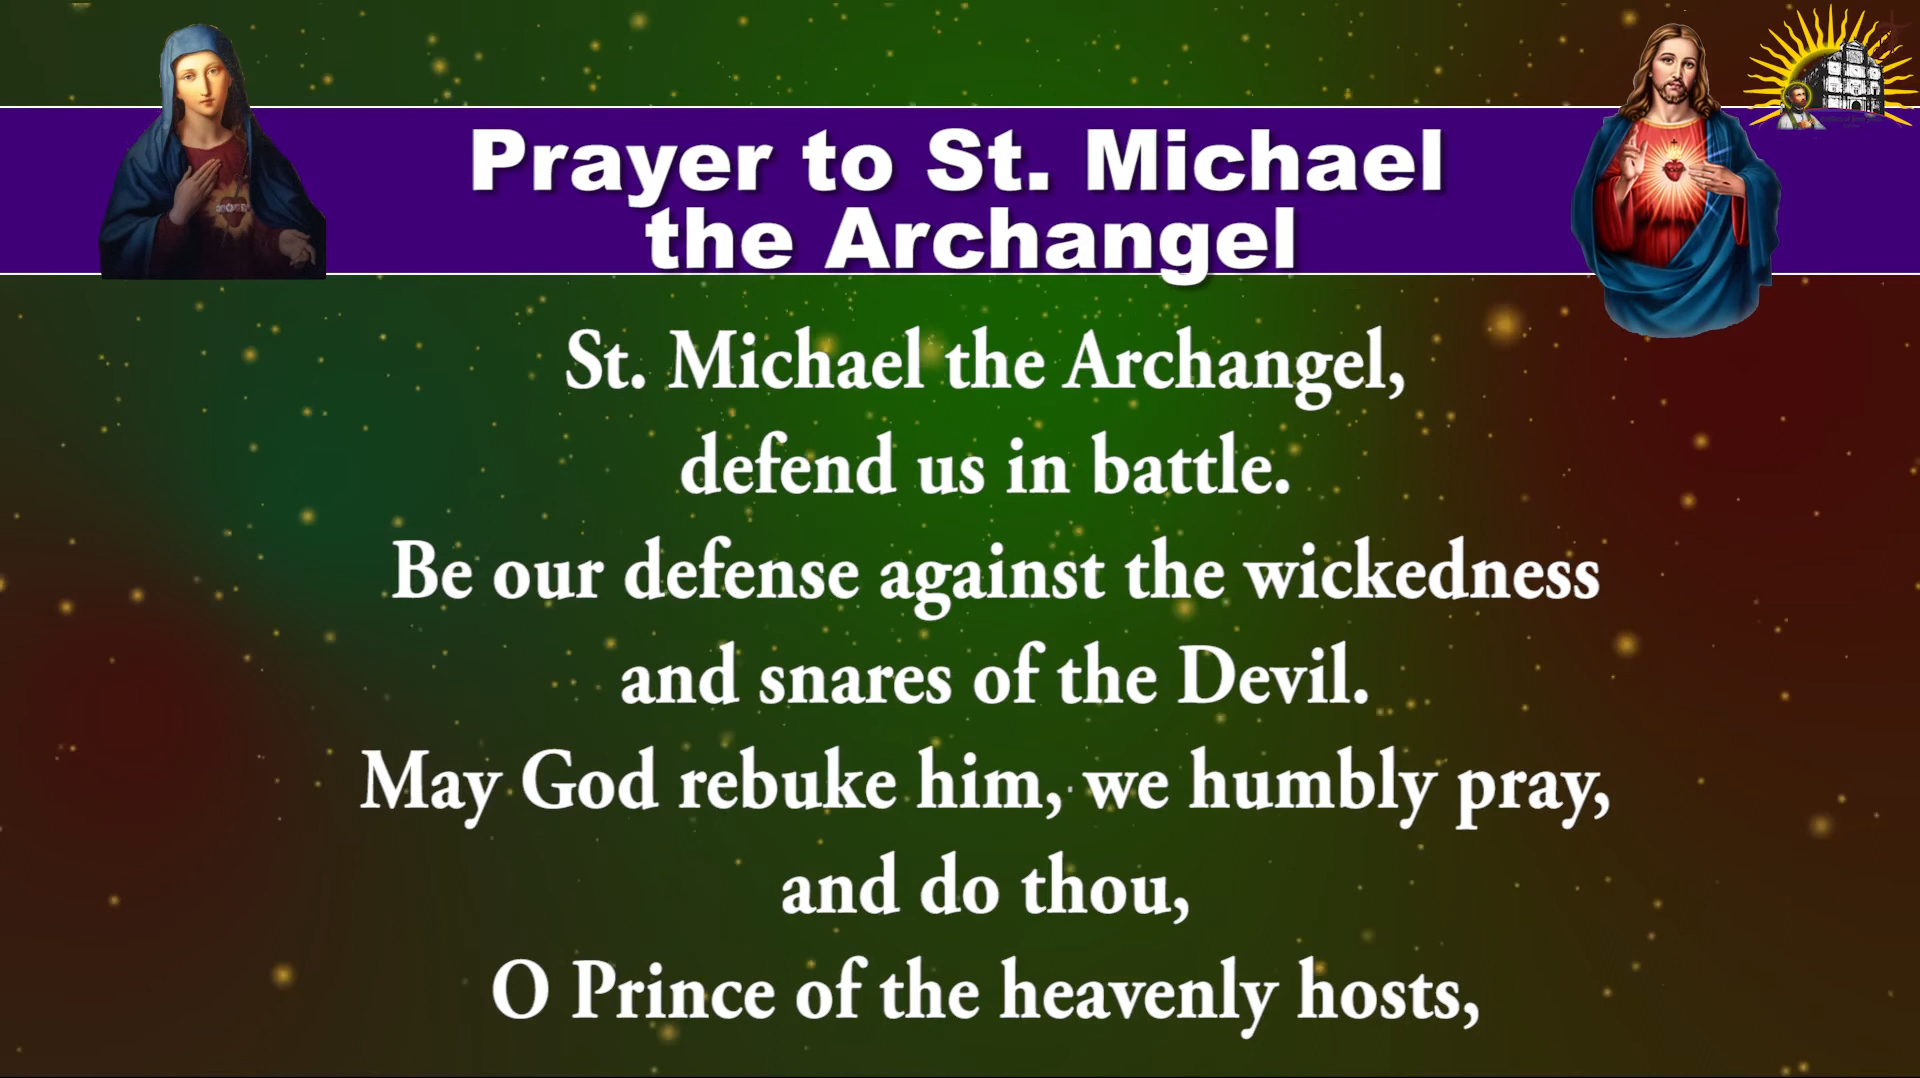 Prayer to St. Michael
the Archangel
St. Michael the Archangel,
defend us in battle.
Be our defense against the wickedness
and snares of the Devil.
May God rebuke him, we humbly pray,
and do thou,
O Prince of the heavenly hosts,